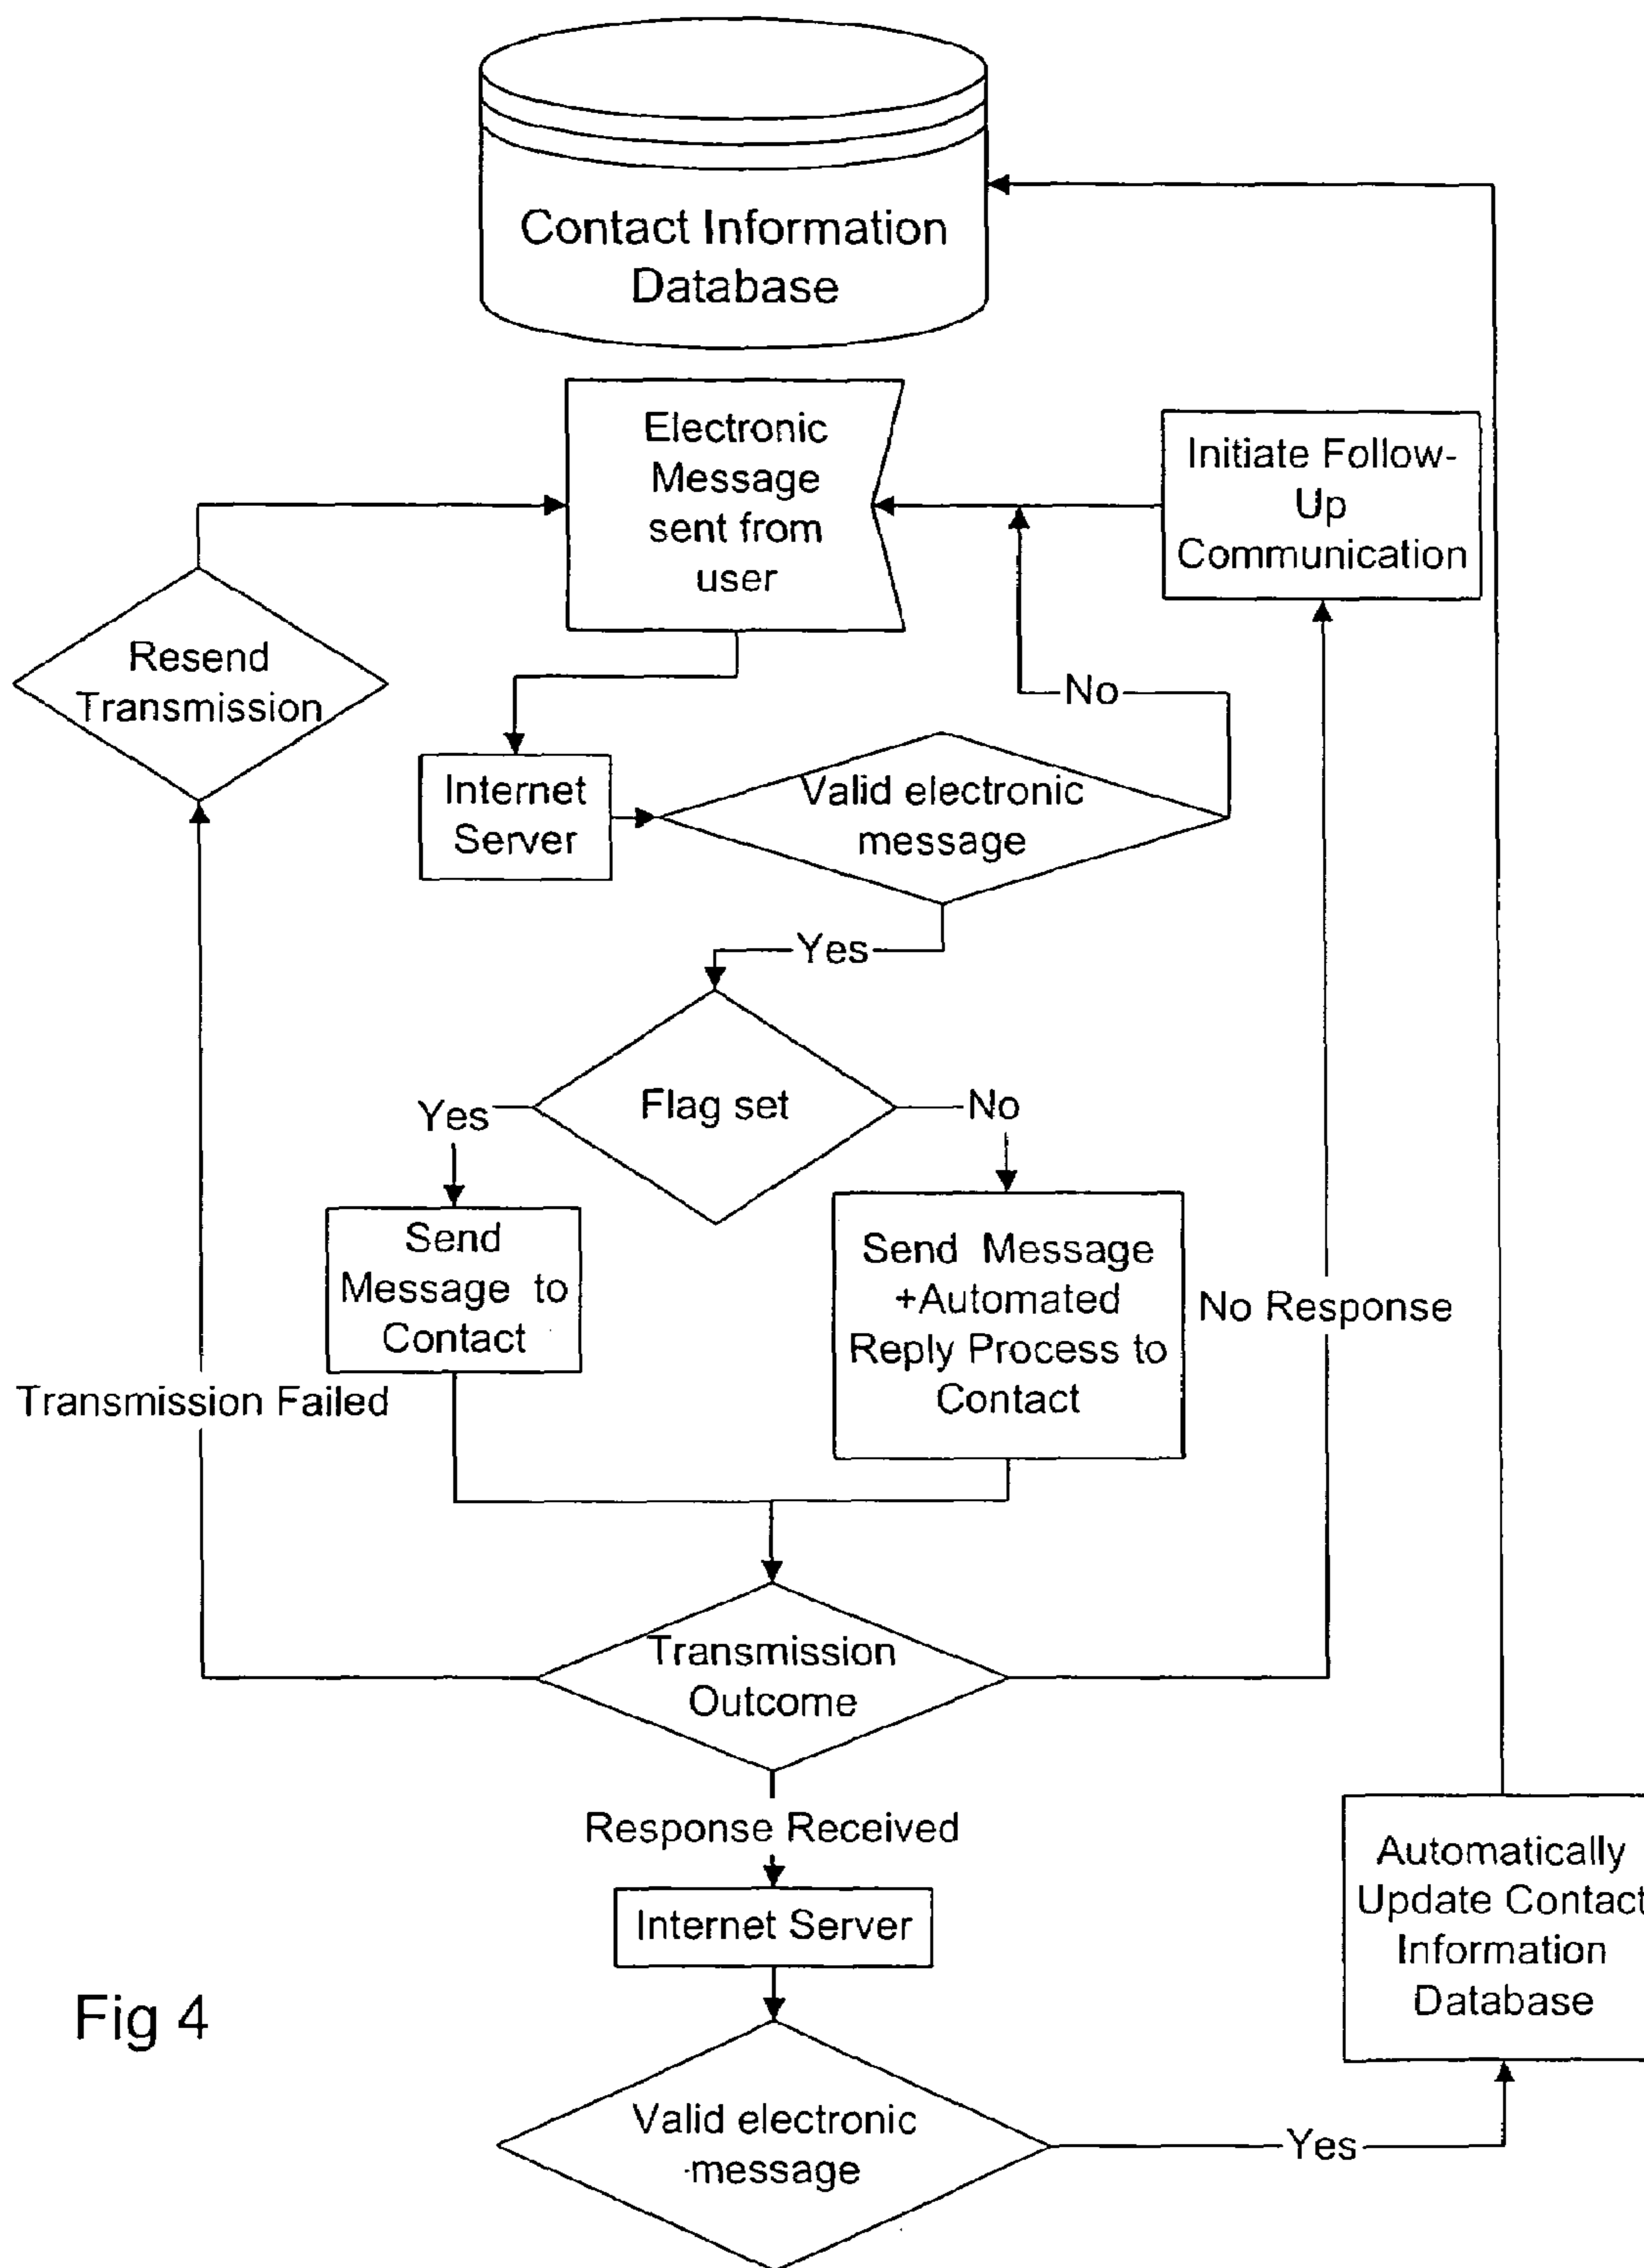 Contact Information
Database
Electronic
Message
sent from
user
Initiate Follow-
Up
Communication
Resend
Transmission
No
Internet
Server
Valid electronic
message
Yes
Flag set
Yes
No
Send
Message to
Contact
Send Message
+Automated
Reply Process to
Contact
No Response
Transmission Failed
Transmission
Outcome
Response Received
Automatically
Update Contact
Information
Database
Internet Server
Fig 4
Valid electronic
message
Yes